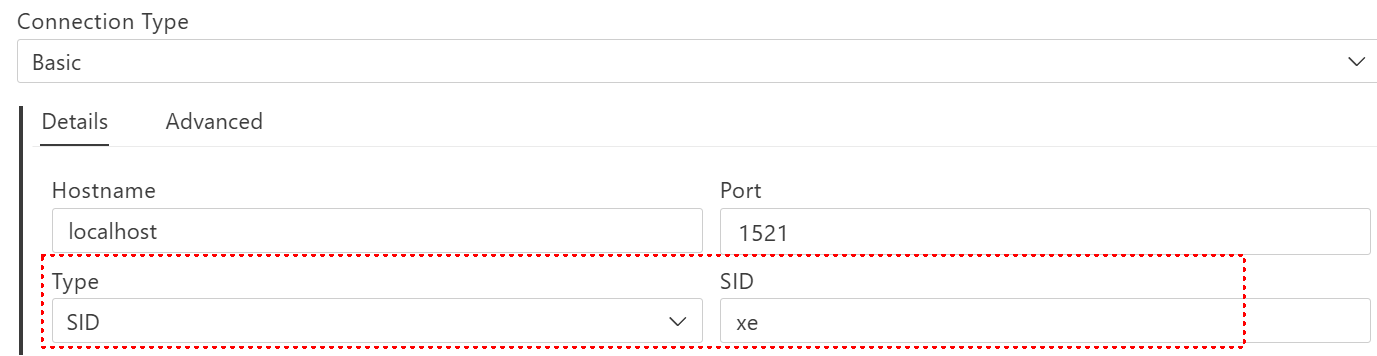 Connection Type
Basic
Details Advanced
Hostname Port
localhost 1521
Type SID
SID xe